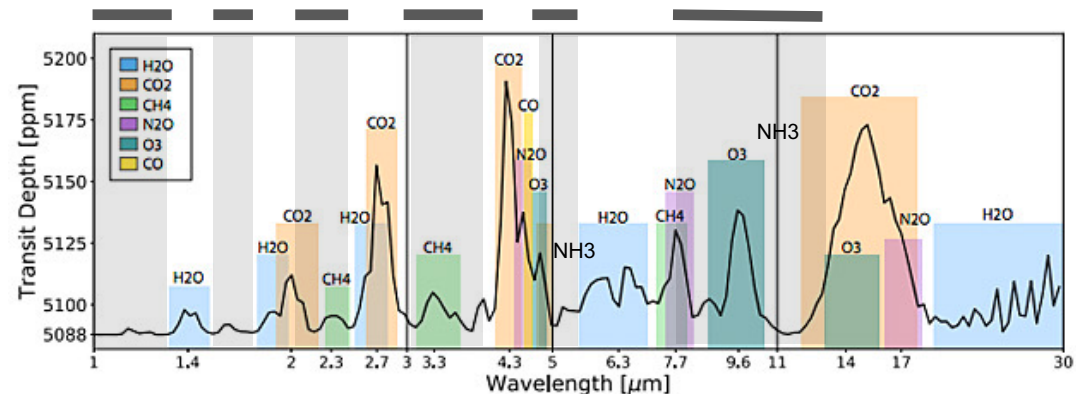 5200
5175
5150
5125
5100
5088
Transit Depth [ppm]
H2O
CO2
CH4
N2O
O3
CO
H2O
H2O
CO2
CH4
H2O
CO2
CH4
CO2
CO
N2O
O3
NH3
H2O
CH4
N2O
O3
NH3
CO2
O3
N2O
H2O
1 1.4 2 2.3 2.7 3 3.3 4.3 5 6.3 7.7 9.6 11 14 17 30
Wavelength [μm]